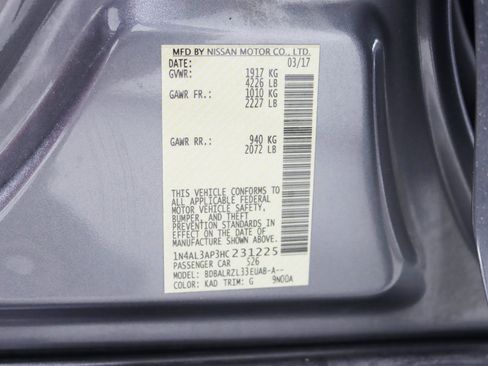 MFD BY NISSAN MOTOR CO., LTD.
DATE: 03/17
GVWR: 1917 KG
4226 LB
GAWR FR.: 1010 KG
2227 LB
GAWR RR.: 940 KG
2072 LB
THIS VEHICLE CONFORMS TO
ALL APPLICABLE FEDERAL
MOTOR VEHICLE SAFETY,
BUMPER, AND THEFT
PREVENTION STANDARDS
IN EFFECT ON THE DATE OF
MANUFACTURE SHOWN ABOVE.
1N4AL3AP3HC231225
PASSENGER CAR 526
MODEL: BDBALRZL33EUAB-A--
COLOR: KAD TRIM: G 9N00A